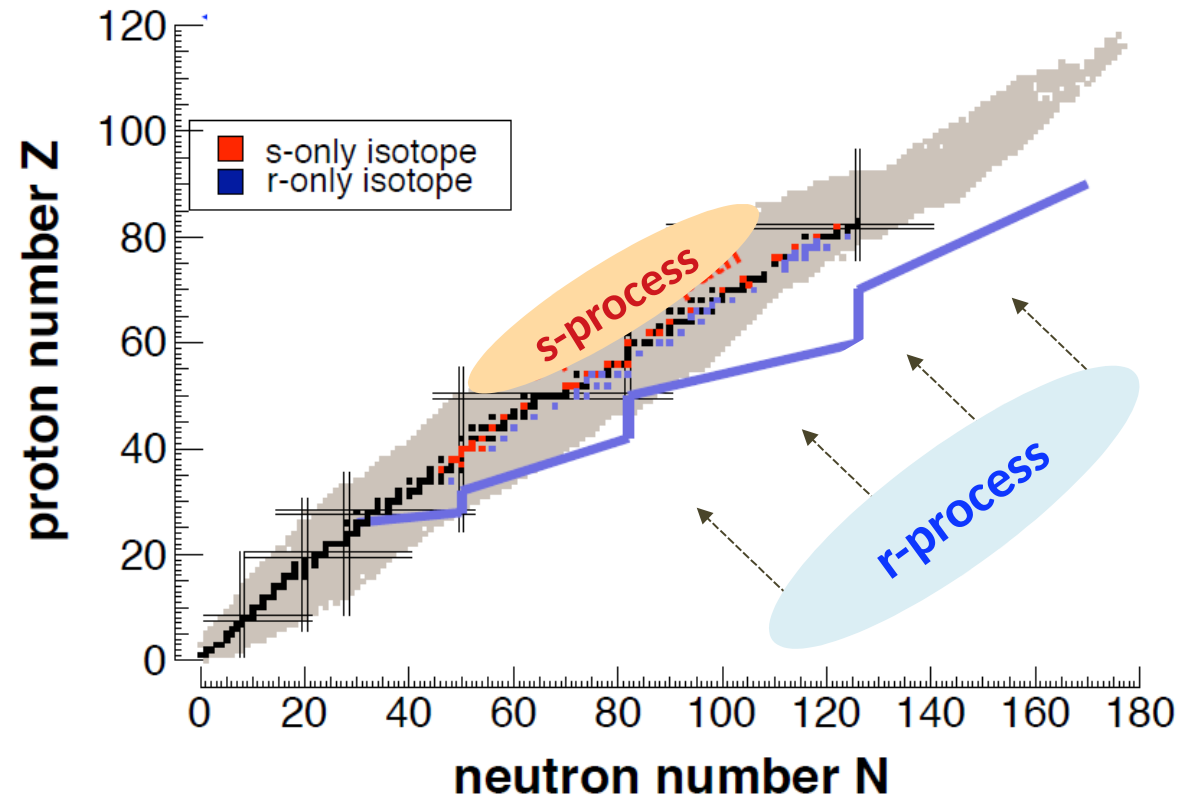 120
100
80
60
40
20
0
proton number Z
s-only isotope
r-only isotope
s-process
r-process
0 20 40 60 80 100 120 140 160 180
neutron number N